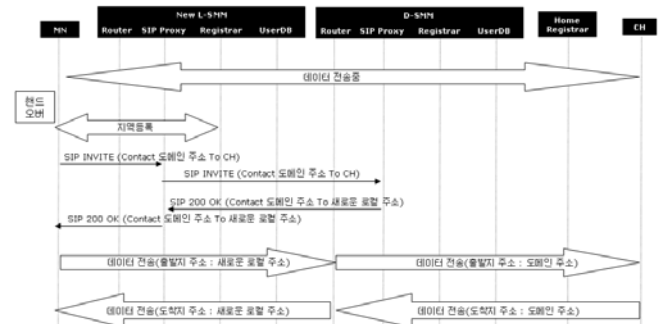 New L-SMM
D-SMM
MN
Router SIP Proxy Registrar UserDB
Router SIP Proxy Registrar UserDB
Home
Registrar
CH
데이터 전송중
핸드
오버
지역등록
SIP INVITE (Contact 도메인 주소 To CH)
SIP INVITE (Contact 도메인 주소 To CH)
SIP 200 OK (Contact 도메인 주소 To 새로운 로컬 주소)
SIP 200 OK (Contact 도메인 주소 To 새로운 로컬 주소)
데이터 전송(출발지 주소 : 새로운 로컬 주소)
데이터 전송(출발지 주소 : 도메인 주소)
데이터 전송(도착지 주소 : 새로운 로컬 주소)
데이터 전송(도착지 주소 : 도메인 주소)